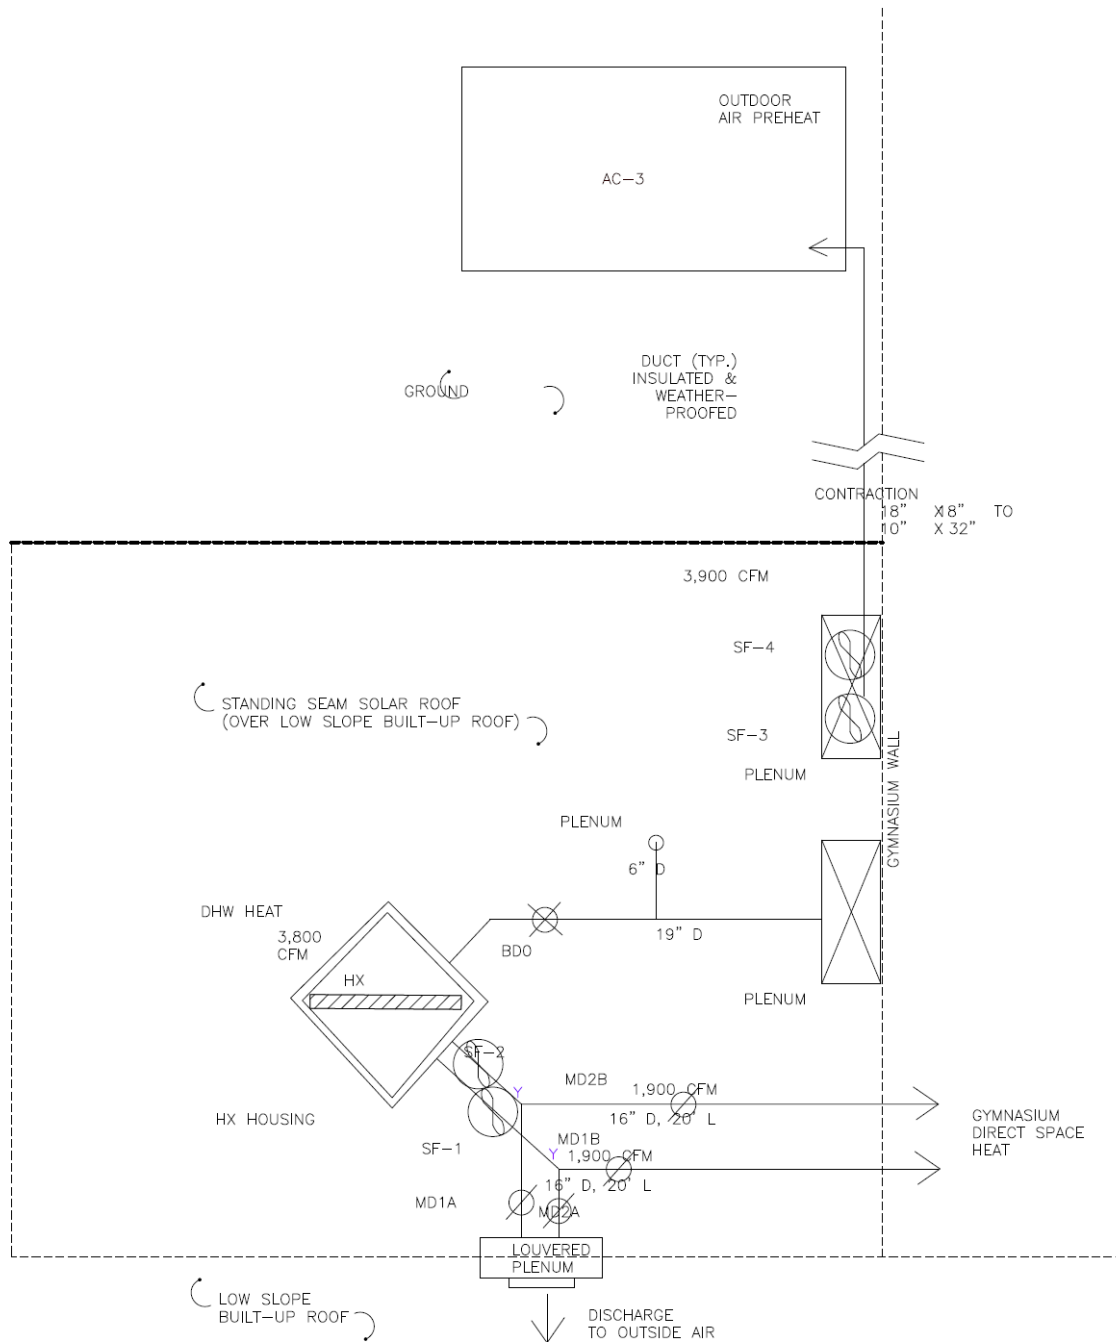 OUTDOOR
AIR PREHEAT
AC-3
DUCT (TYP.)
INSULATED &
WEATHER-
PROOFED
GROUND
CONTRACTION
18" X18" TO
10" X 32"
3,900 CFM
SF-4
STANDING SEAM SOLAR ROOF
(OVER LOW SLOPE BUILT-UP ROOF)
SF-3
PLENUM
GYMNASIUM WALL
PLENUM
6" D
DHW HEAT
3,800
CFM
19" D
BDO
HX
PLENUM
SF-2
MD2B
1,900 CFM
Y
16" D, 20' L
HX HOUSING
GYMNASIUM
DIRECT SPACE
HEAT
SF-1
MD1B
Y
1,900 CFM
16" D, 20' L
MD1A
MD2A
LOUVERED
PLENUM
LOW SLOPE
BUILT-UP ROOF
DISCHARGE
TO OUTSIDE AIR